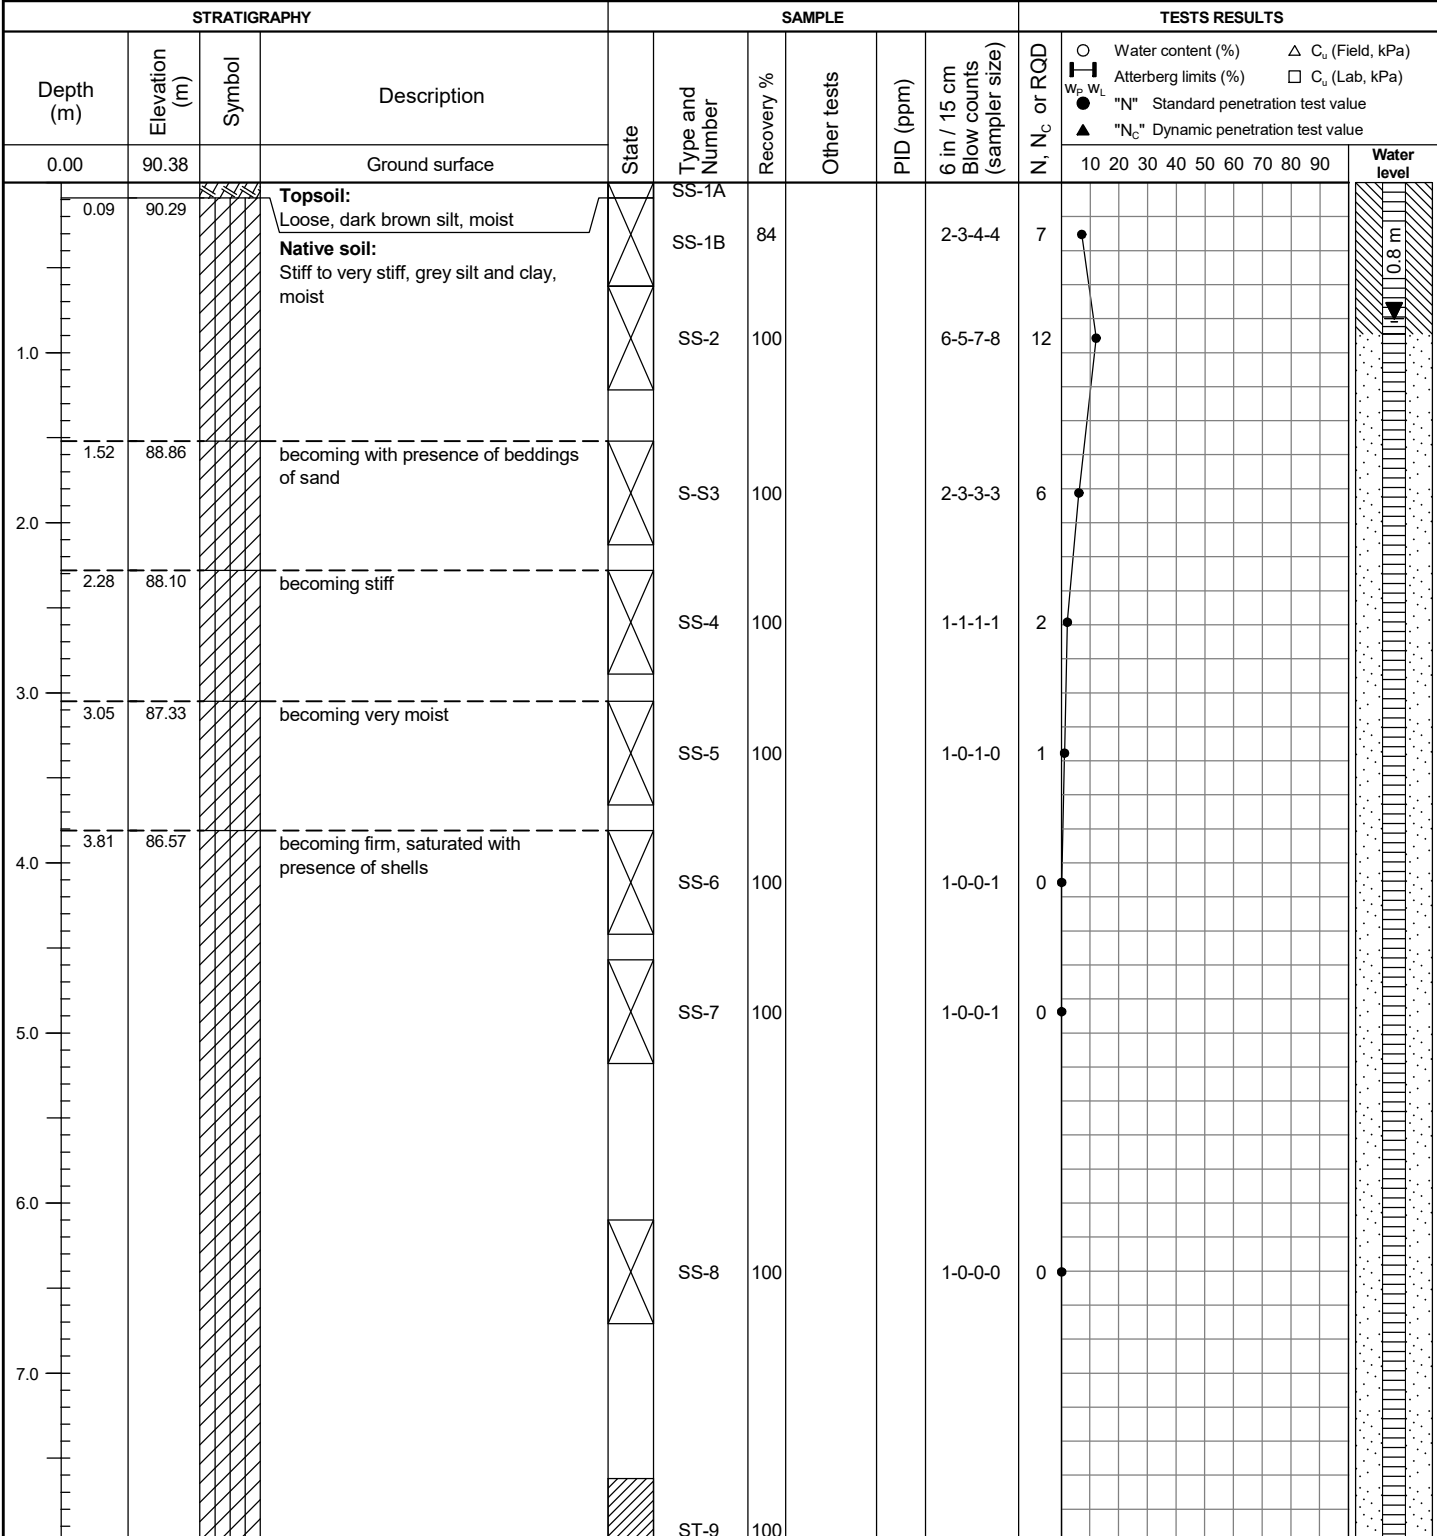 STRATIGRAPHY SAMPLE TESTS RESULTS
Depth (m)
Elevation (m)
Symbol
Description
State
Type and Number
Recovery %
Other tests
PID (ppm)
6 in / 15 cm Blow counts (sampler size)
N, NC or RQD
Water content (%) Cu (Field, kPa)
Atterberg limits (%) Cu (Lab, kPa)
WP WL
"N" Standard penetration test value
"NC" Dynamic penetration test value
0.00 90.38 Ground surface
10 20 30 40 50 60 70 80 90
Water level
SS-1A
Topsoil:
0.09 90.29 Loose, dark brown silt, moist
SS-1B 84 2-3-4-4 7
Native soil:
Stiff to very stiff, grey silt and clay,
moist
0.8 m
SS-2 100 6-5-7-8 12
1.0
1.52 88.86 becoming with presence of beddings
of sand
S-S3 100 2-3-3-3 6
2.0
2.28 88.10 becoming stiff
SS-4 100 1-1-1-1 2
3.0
3.05 87.33 becoming very moist
SS-5 100 1-0-1-0 1
3.81 86.57 becoming firm, saturated with
4.0 presence of shells
SS-6 100 1-0-0-1 0
SS-7 100 1-0-0-1 0
5.0
6.0
SS-8 100 1-0-0-0 0
7.0
ST-9 100